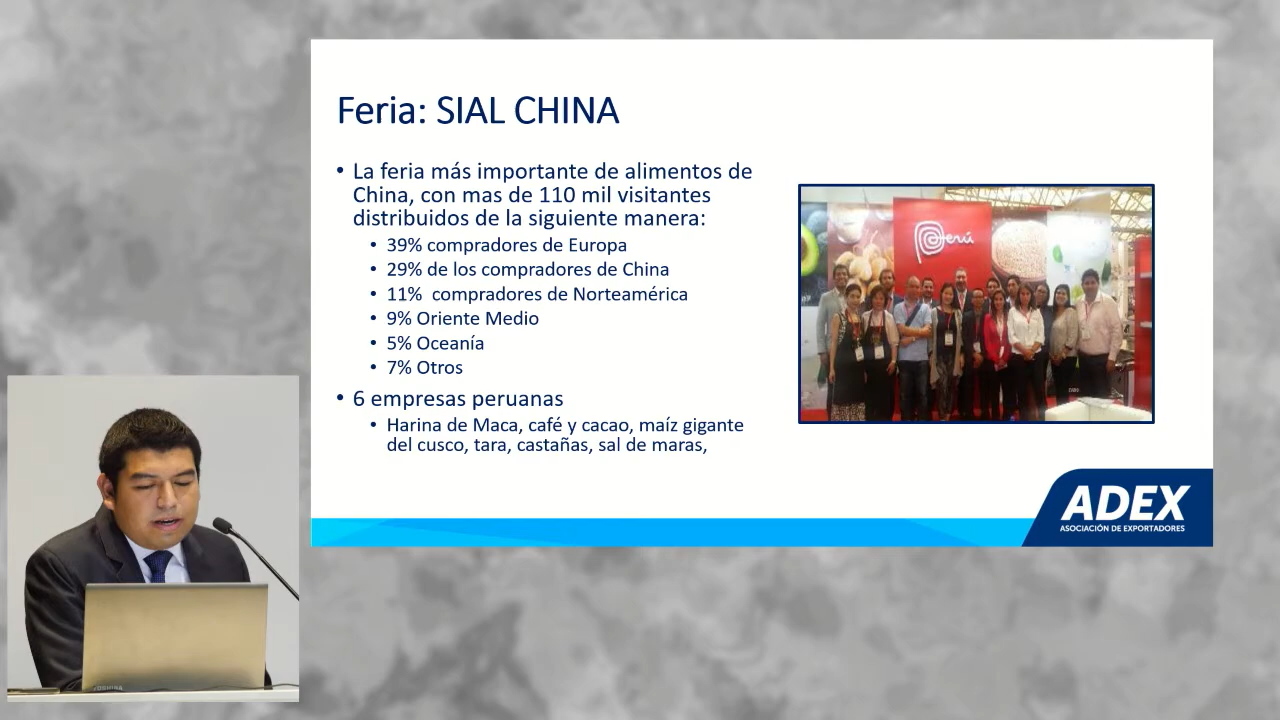 Feria: SIAL CHINA
• La feria más importante de alimentos de
China, con mas de 110 mil visitantes
distribuidos de la siguiente manera:
• 39% compradores de Europa
• 29% de los compradores de China
• 11%  compradores de Norteamérica
• 9% Oriente Medio
• 5% Oceanía
• 7% Otros
• 6 empresas peruanas
• Harina de Maca, café y cacao, maíz gigante
del cusco, tara, castañas, sal de maras,
Perú
ADEX
ASOCIACIÓN DE EXPORTADORES
TOSHIBA